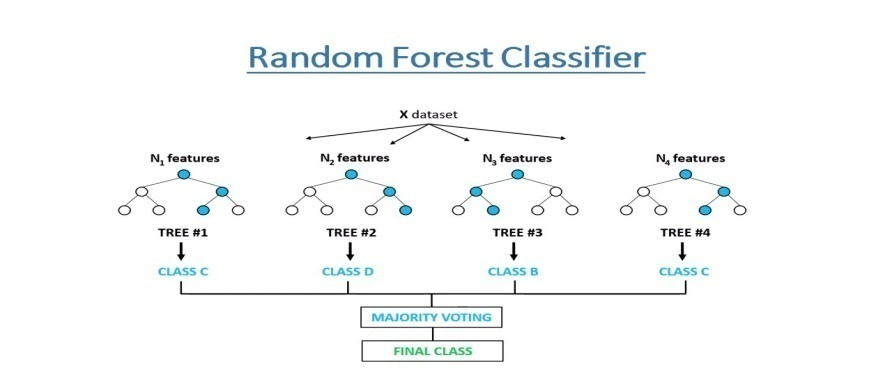 Random Forest Classifier
X dataset
N1 features N2 features N3 features N4 features
TREE #1 TREE #2 TREE #3 TREE #4
CLASS C CLASS D CLASS B CLASS C
MAJORITY VOTING
FINAL CLASS